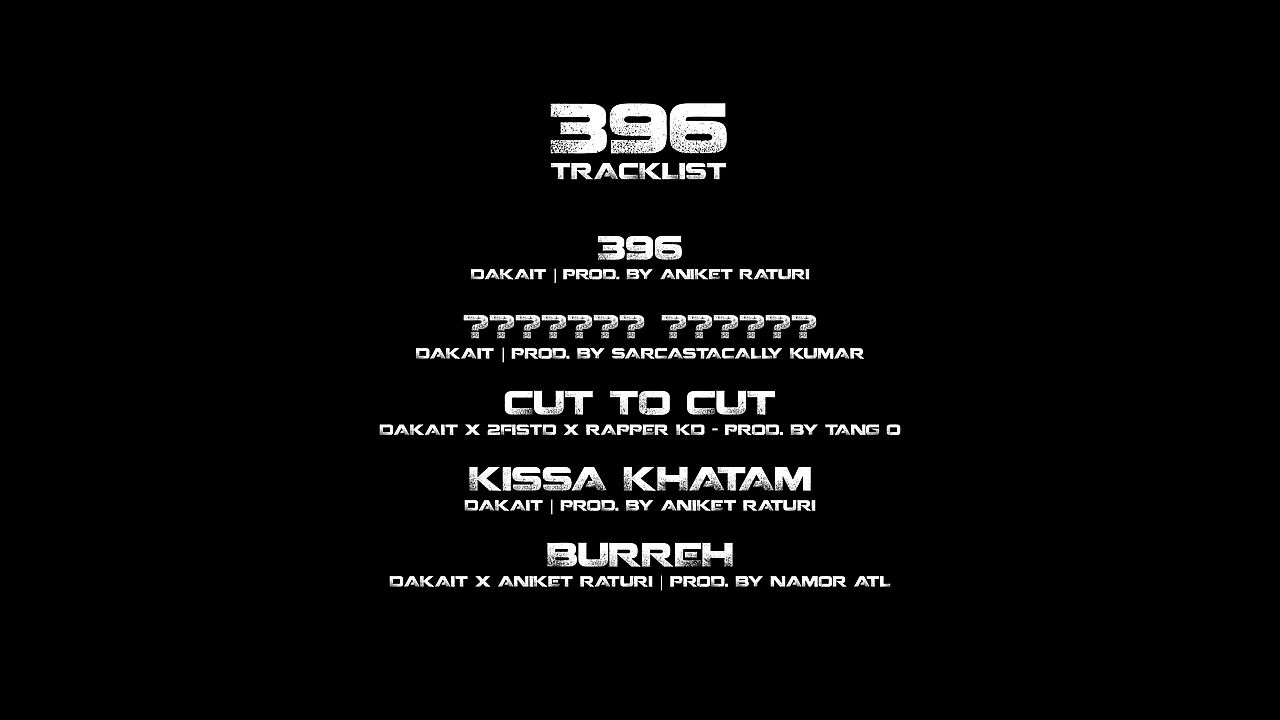 396
TRACKLIST
396
DAKAIT | PROD. BY ANIKET RATURI
??????? ??????
DAKAIT | PROD. BY SARCASTACALLY KUMAR
CUT TO CUT
DAKAIT X 2FISTD X RAPPER KD - PROD. BY TANG O
KISSA KHATAM
DAKAIT | PROD. BY ANIKET RATURI
BURREH
DAKAIT X ANIKET RATURI | PROD. BY NAMOR ATL